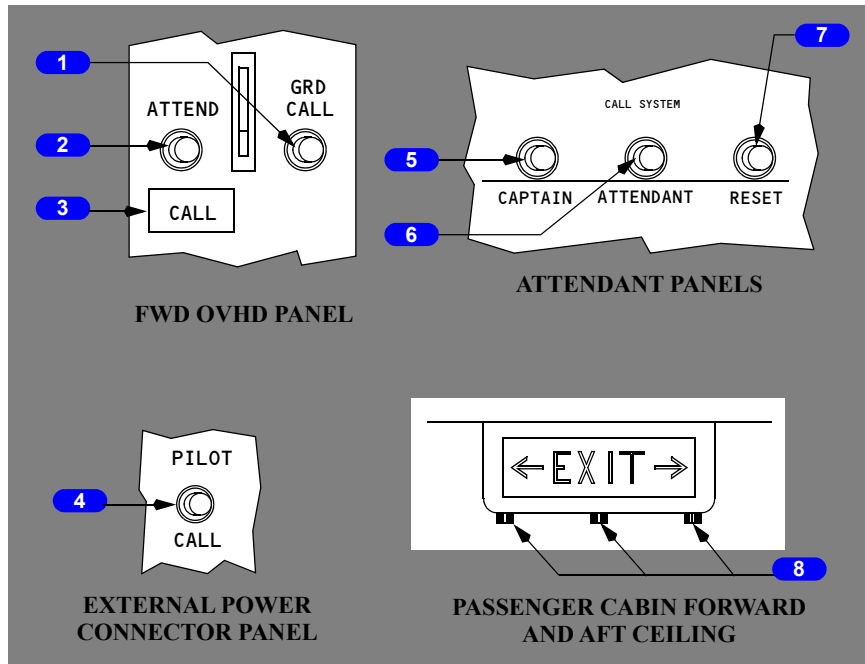 1
GRD
CALL
ATTEND
2
3
CALL
FWD OVHD PANEL
7
CALL SYSTEM
5
CAPTAIN
ATTENDANT
RESET
6
ATTENDANT PANELS
PILOT
4
CALL
EXTERNAL POWER
CONNECTOR PANEL
EXIT
8
PASSENGER CABIN FORWARD
AND AFT CEILING